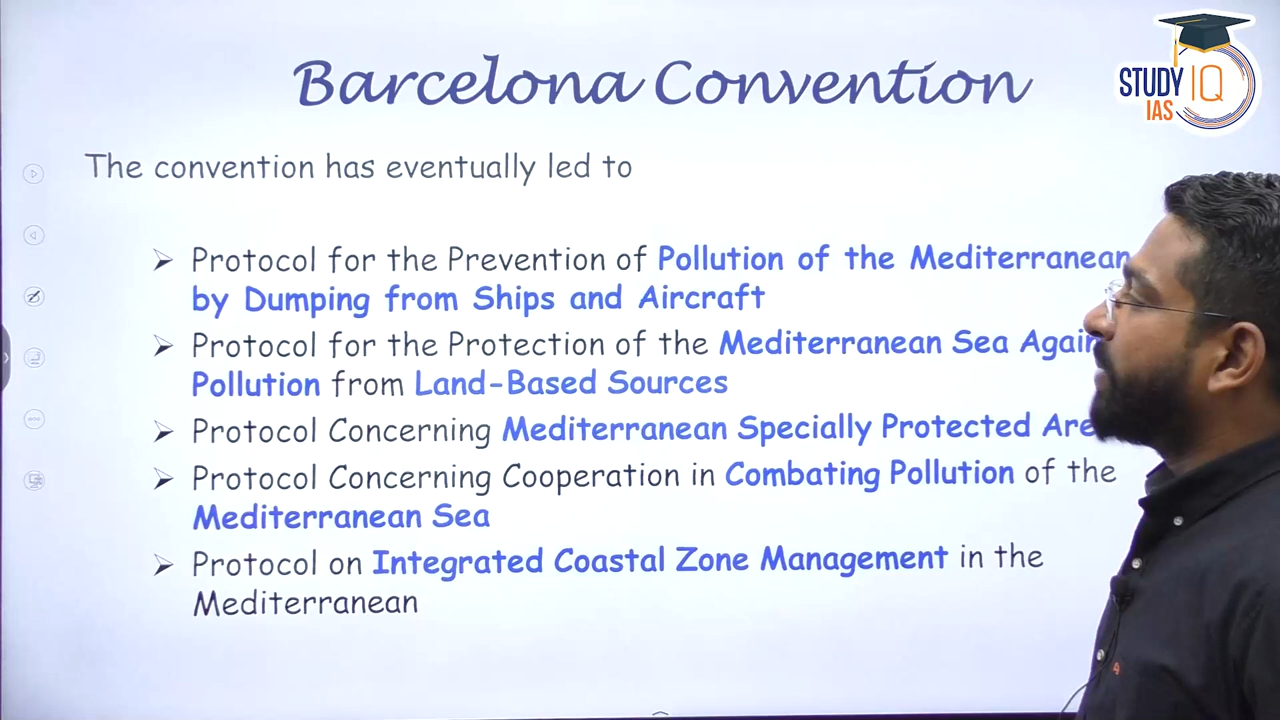 Barcelona Convention
STUDY IQ
IAS
The convention has eventually led to
➢ Protocol for the Prevention of Pollution of the Mediterranean
by Dumping from Ships and Aircraft
➢ Protocol for the Protection of the Mediterranean Sea
Pollution from Land-Based Sources
➢ Protocol Concerning Mediterranean Specially Protected
➢ Protocol Concerning Cooperation in Combating Pollution of the
Mediterranean Sea
➢ Protocol on Integrated Coastal Zone Management in the
Mediterranean